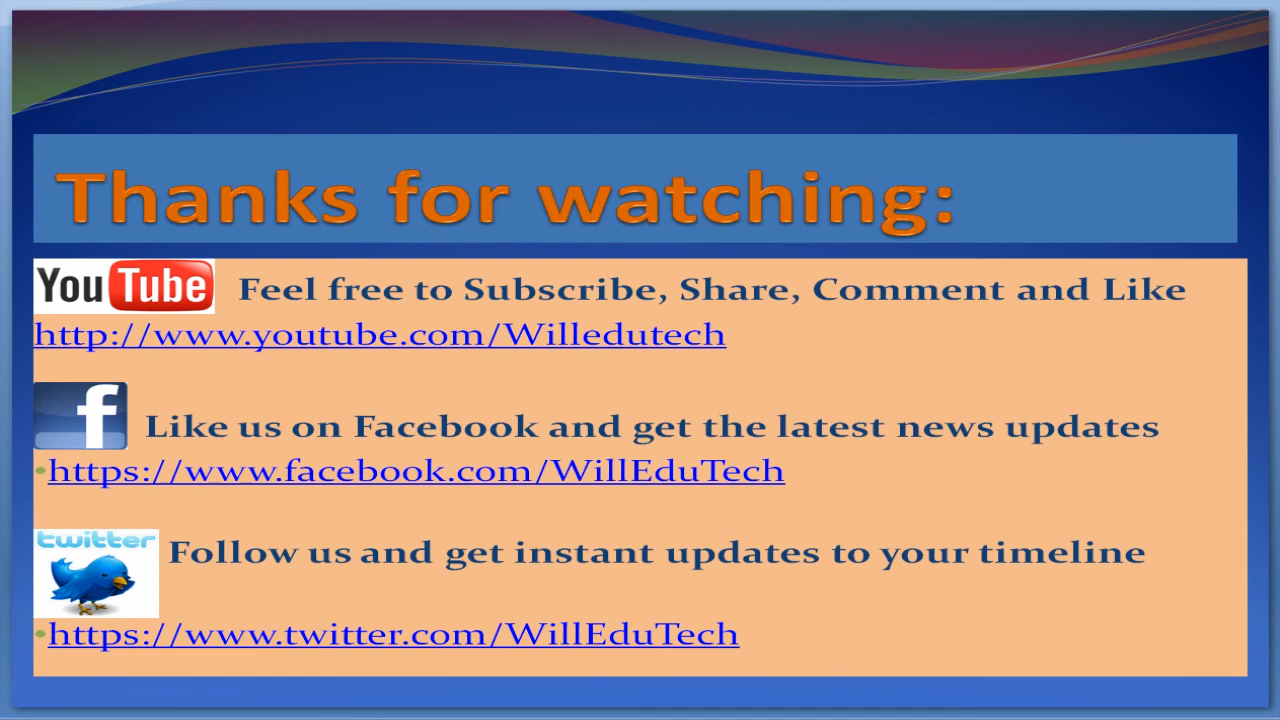 Thanks for watching:
YouTube Feel free to Subscribe, Share, Comment and Like
http://www.youtube.com/Willedutech
f Like us on Facebook and get the latest news updates
•https://www.facebook.com/WillEduTech
twitter Follow us and get instant updates to your timeline
•https://www.twitter.com/WillEduTech